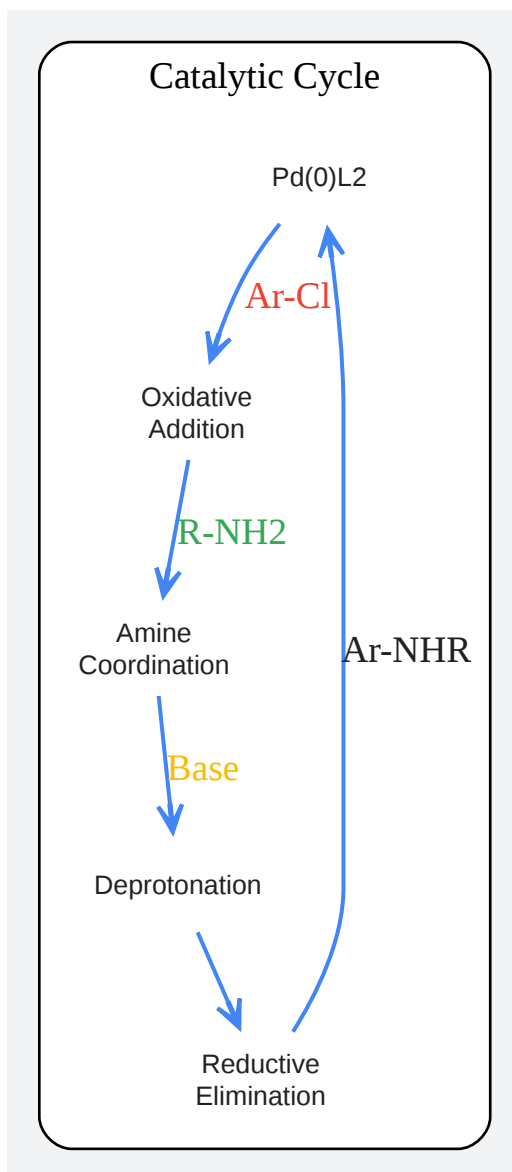 Catalytic Cycle
Pd(0)L2
Ar-Cl
Oxidative
Addition
R-NH2
Amine
Coordination
Ar-NHR
Base
Deprotonation
Reductive
Elimination